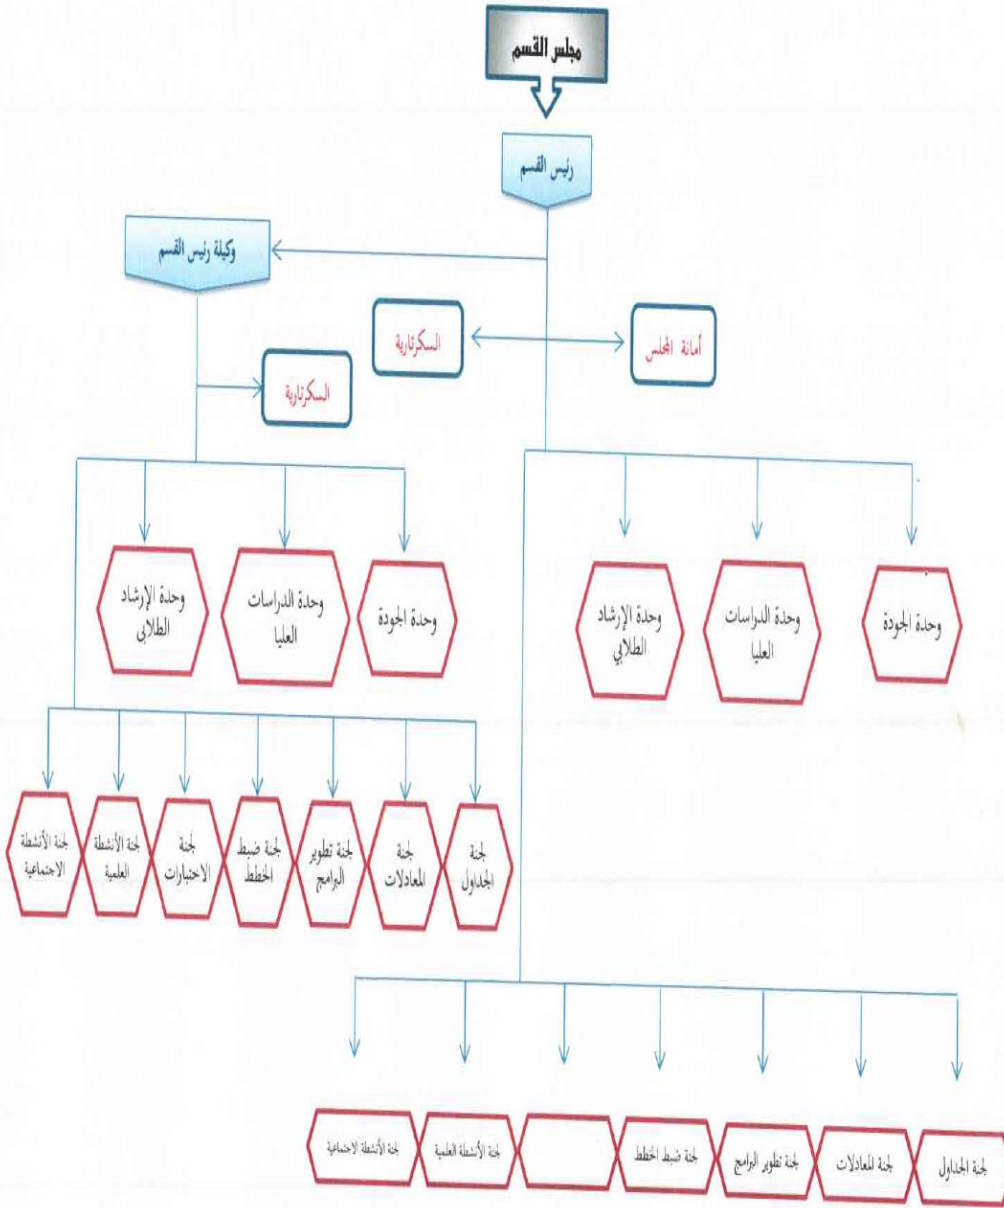 مجلس القسم
رئيس القسم
وكيلة رئيس القسم
أمانة المجلس
السكرتارية
السكرتارية
وحدة الجودة
وحدة الدراسات
العليا
وحدة الإرشاد
الطلابي
وحدة الجودة
وحدة الدراسات
العليا
وحدة الإرشاد
الطلابي
لجنة
الجداول
لجنة
المعادلات
لجنة تطوير
البرامج
لجنة ضبط
الخطط
لجنة
الاختبارات
لجنة الأنشطة
العلمية
لجنة الأنشطة
الاجتماعية
لجنة الجداول
لجنة المعادلات
لجنة تطوير البرامج
لجنة ضبط الخطط
لجنة الأنشطة العلمية
لجنة الأنشطة الاجتماعية